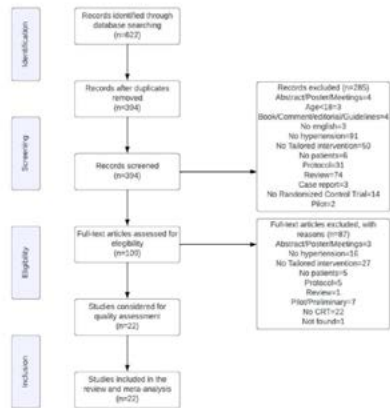 Identification
Records identified through
database searching
(n=622)
Records after duplicates
removed
(n=394)
Screening
Records screened
(n=394)
Records excluded (n=285)
Abstract/Poster/Meetings=4
Age<18=3
Book/Comment/editorial/Guidelines=4
No english=3
No hypertension=91
No Tailored intervention=50
No patients=6
Protocol=31
Review=74
Case report=3
No Randomized Control Trial=14
Pilot=2
Eligibility
Full-text articles assessed for
elegibility
(n=109)
Full-text articles excluded, with
reasons (n=87)
Abstract/Poster/Meetings=3
No hypertension=16
No Tailored intervention=27
No patients=5
Protocol=5
Review=1
Pilot/Preliminary=7
No CRT=22
Not found=1
Studies considered for
quality assessment
(n=22)
Inclusion
Studies included in the
review and meta-analysis
(n=22)